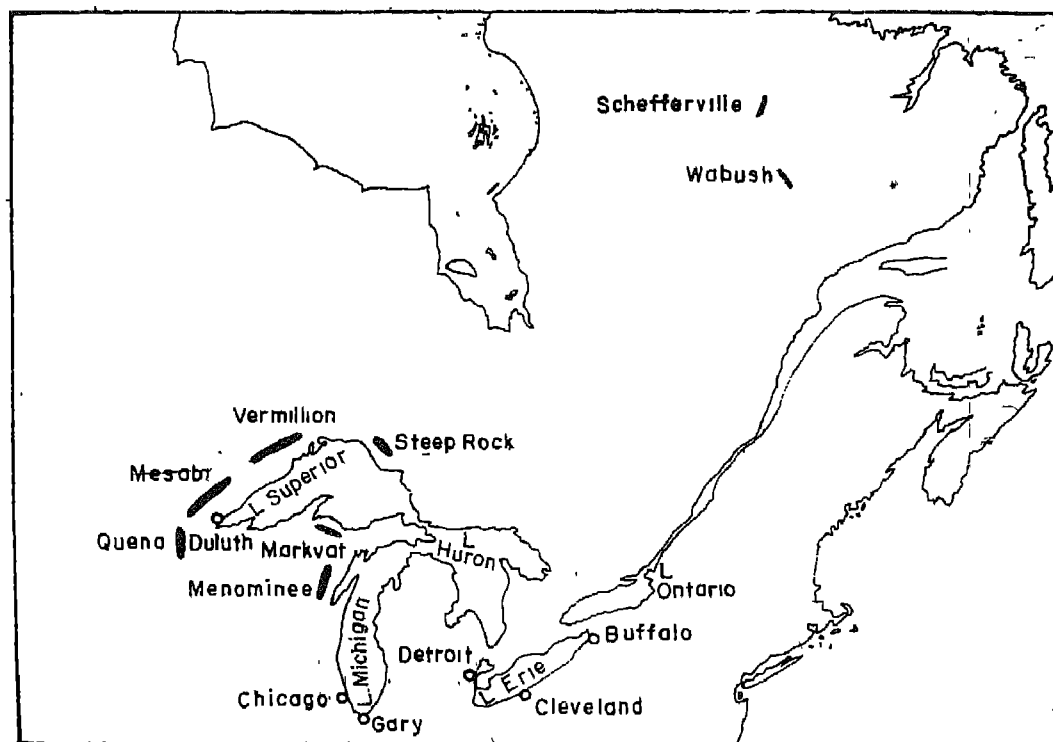 Schefferville
Wabush
Vermillion
Steep Rock
Mesabi
L Superior
Quena
Duluth
Markvat
L
Huron
Menominee
L
Ontario
L Michigan
Buffalo
Detroit
L Erie
Chicago
Cleveland
Gary